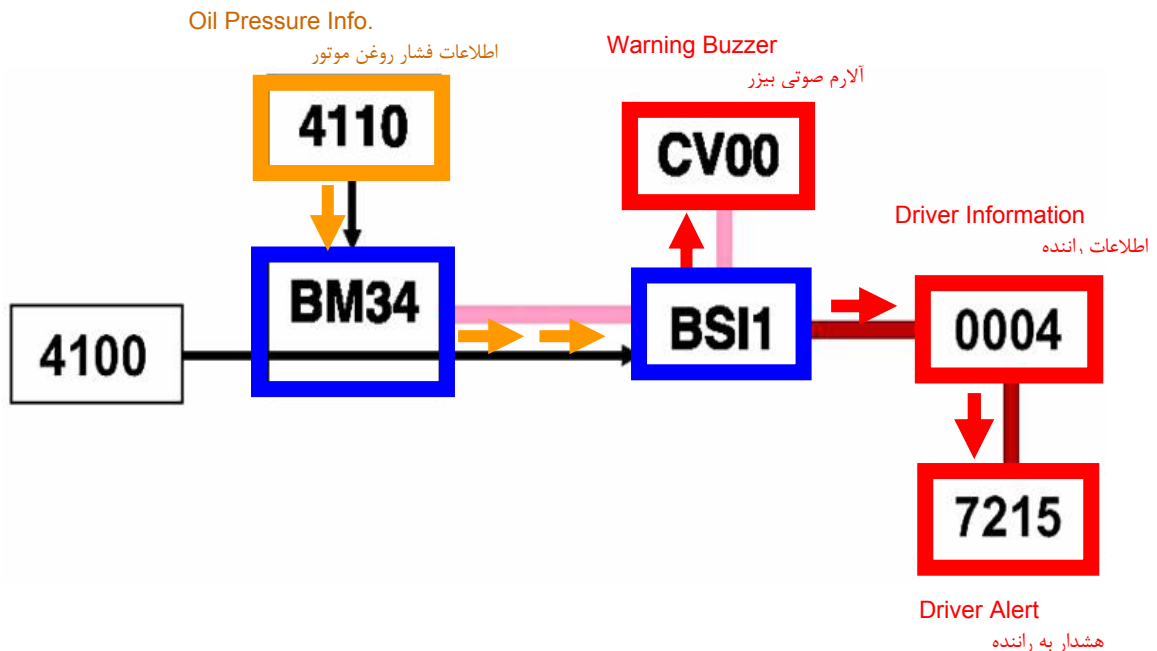 Oil Pressure Info.
اطلاعات فشار روغن موتور
Warning Buzzer
آلارم صوتی بیزر
4110
CV00
Driver Information
اطلاعات راننده
BM34
BSI1
0004
4100
7215
Driver Alert
هشدار به راننده